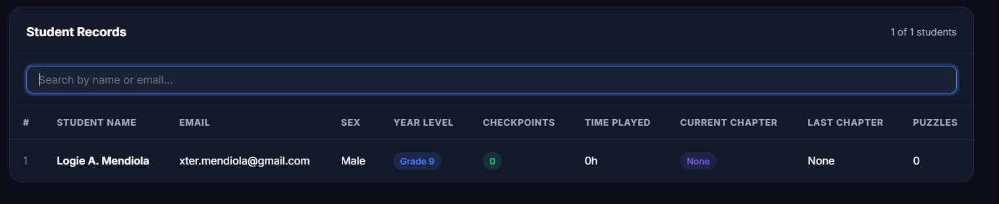 Student Records
1 of 1 students
Search by name or email...
# STUDENT NAME EMAIL SEX YEAR LEVEL CHECKPOINTS TIME PLAYED CURRENT CHAPTER LAST CHAPTER PUZZLES
1 Logie A. Mendiola xter.mendiola@gmail.com Male Grade 9 0 0h None None 0